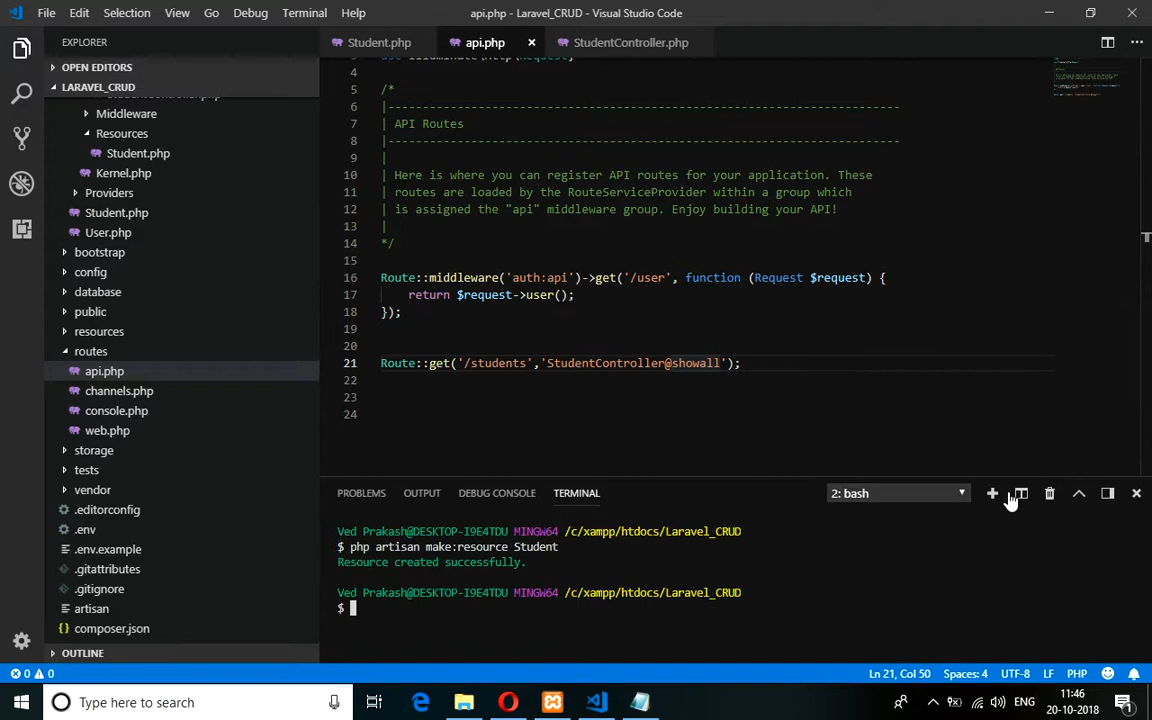 File Edit Selection View Go Debug Terminal Help
api.php - Laravel_CRUD - Visual Studio Code
EXPLORER
OPEN EDITORS
LARAVEL_CRUD
Middleware
Resources
Student.php
Kernel.php
Providers
Student.php
User.php
bootstrap
config
database
public
resources
routes
api.php
channels.php
console.php
web.php
storage
tests
vendor
.editorconfig
.env
.env.example
.gitattributes
.gitignore
artisan
composer.json
OUTLINE
Student.php api.php StudentController.php
4
5 /*
6 |--------------------------------------------------------------------------
7 | API Routes
8 |--------------------------------------------------------------------------
9 |
10 | Here is where you can register API routes for your application. These
11 | routes are loaded by the RouteServiceProvider within a group which
12 | is assigned the "api" middleware group. Enjoy building your API!
13 |
14 */
15
16 Route::middleware('auth:api')->get('/user', function (Request $request) {
17 return $request->user();
18 });
19
20
21 Route::get('/students','StudentController@showall');
22
23
24
PROBLEMS OUTPUT DEBUG CONSOLE TERMINAL
2: bash
Ved Prakash@DESKTOP-I9E4TDU MINGW64 /c/xampp/htdocs/Laravel_CRUD
$ php artisan make:resource Student
Resource created successfully.
Ved Prakash@DESKTOP-I9E4TDU MINGW64 /c/xampp/htdocs/Laravel_CRUD
$
0 0
Ln 21, Col 50 Spaces: 4 UTF-8 LF PHP
Type here to search
ENG
11:46
20-10-2018
1